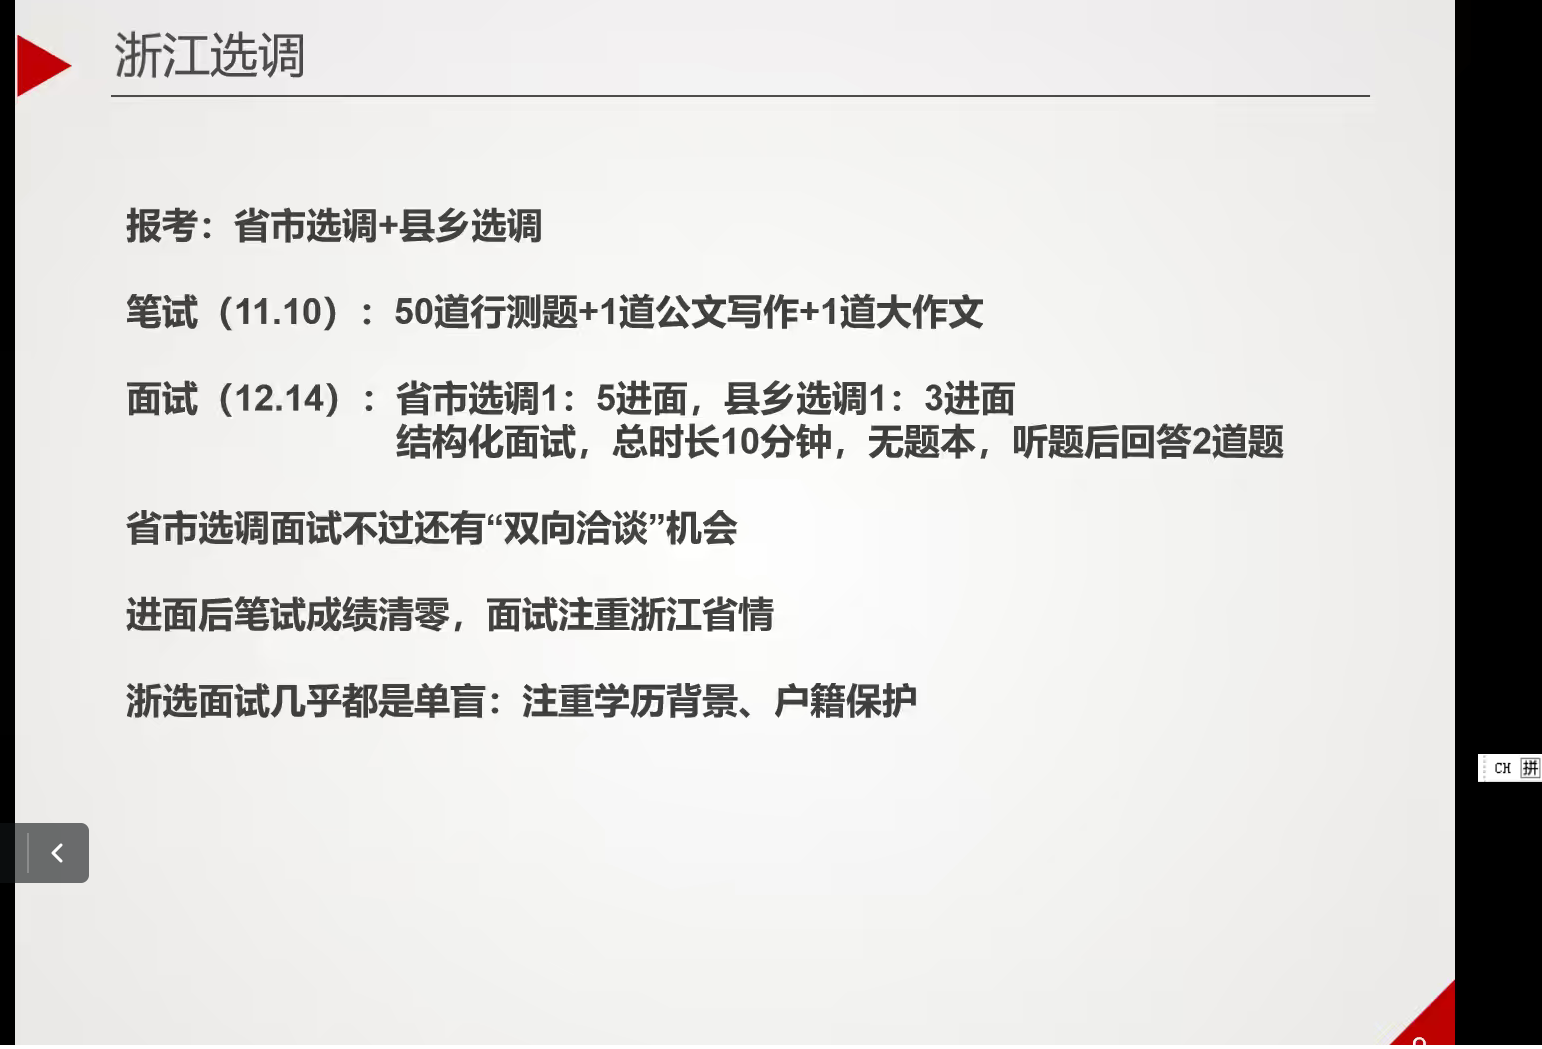 浙江选调
报考：省市选调+县乡选调
笔试（11.10）：50道行测题+1道公文写作+1道大作文
面试（12.14）：省市选调1：5进面，县乡选调1：3进面
结构化面试，总时长10分钟，无题本，听题后回答2道题
省市选调面试不过还有“双向洽谈”机会
进面后笔试成绩清零，面试注重浙江省情
浙选面试几乎都是单盲：注重学历背景、户籍保护
CH 拼